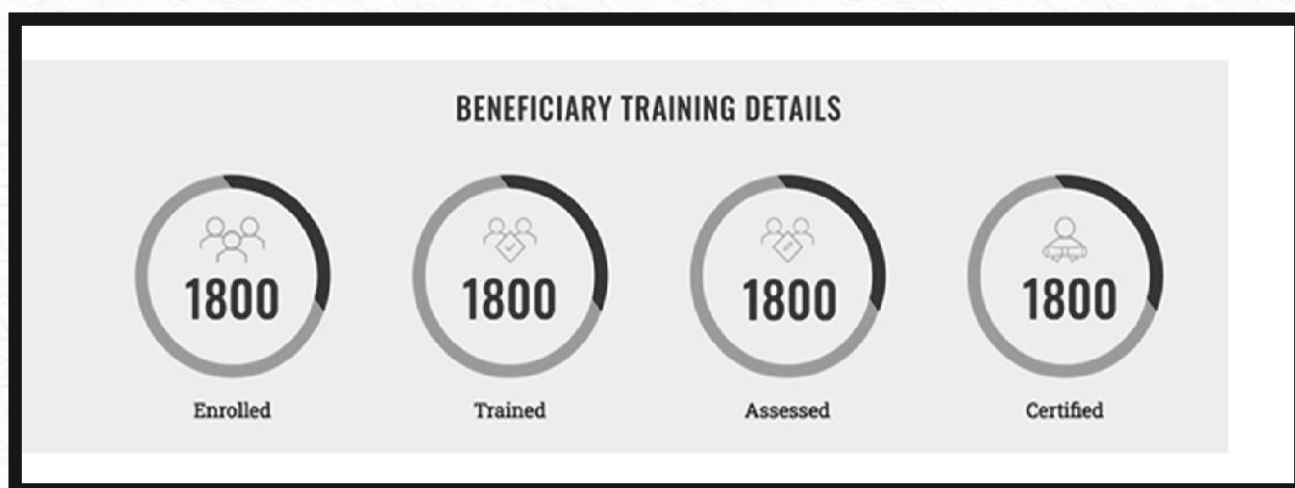 BENEFICIARY TRAINING DETAILS
1800 1800 1800 1800
Enrolled Trained Assessed Certified